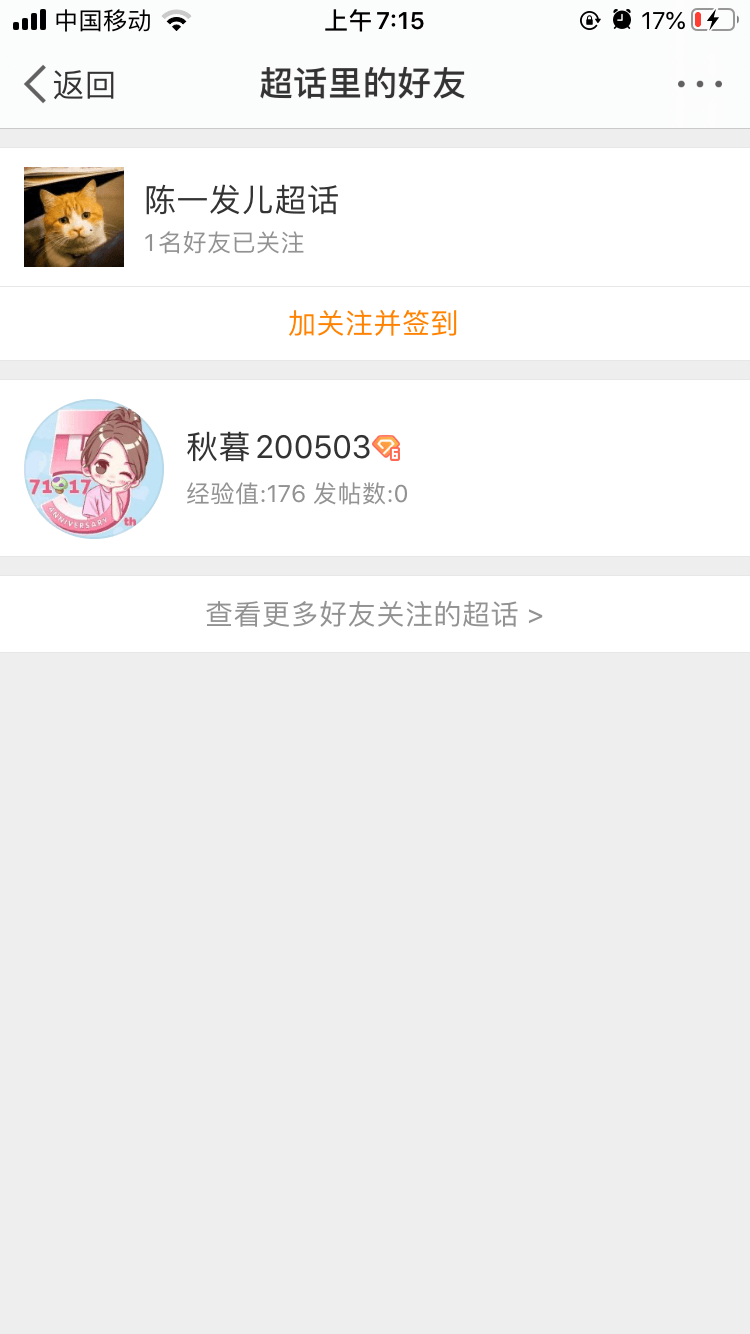 中国移动
上午7:15
17%
返回
超话里的好友
陈一发儿超话
1名好友已关注
加关注并签到
秋暮200503
6
71 17
ANNIVERSARY
th
经验值:176 发帖数:0
查看更多好友关注的超话 >